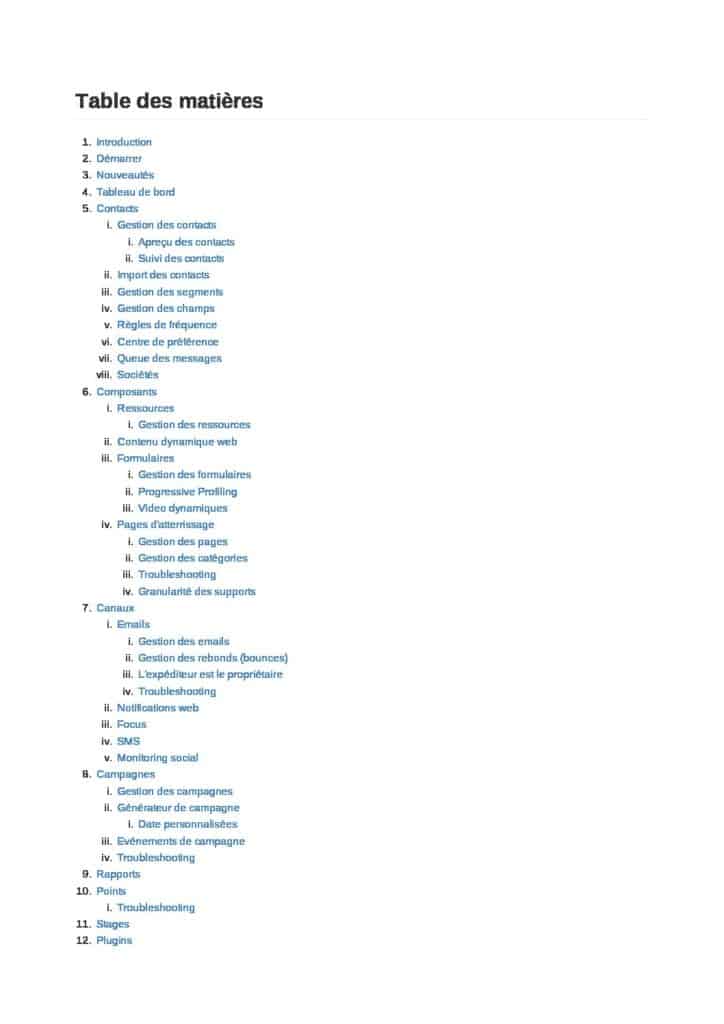 Table des matières
1. Introduction
2. Démarrer
3. Nouveautés
4. Tableau de bord
5. Contacts
i. Gestion des contacts
i. Apreçu des contacts
ii. Suivi des contacts
ii. Import des contacts
iii. Gestion des segments
iv. Gestion des champs
v. Règles de fréquence
vi. Centre de préférence
vii. Queue des messages
viii. Sociétés
6. Composants
i. Ressources
i. Gestion des ressources
ii. Contenu dynamique web
iii. Formulaires
i. Gestion des formulaires
ii. Progressive Profiling
iii. Video dynamiques
iv. Pages d'atterrissage
i. Gestion des pages
ii. Gestion des catégories
iii. Troubleshooting
iv. Granularité des supports
7. Canaux
i. Emails
i. Gestion des emails
ii. Gestion des rebonds (bounces)
iii. L'expéditeur est le propriétaire
iv. Troubleshooting
ii. Notifications web
iii. Focus
iv. SMS
v. Monitoring social
8. Campagnes
i. Gestion des campagnes
ii. Générateur de campagne
i. Date personnalisées
iii. Evénements de campagne
iv. Troubleshooting
9. Rapports
10. Points
i. Troubleshooting
11. Stages
12. Plugins